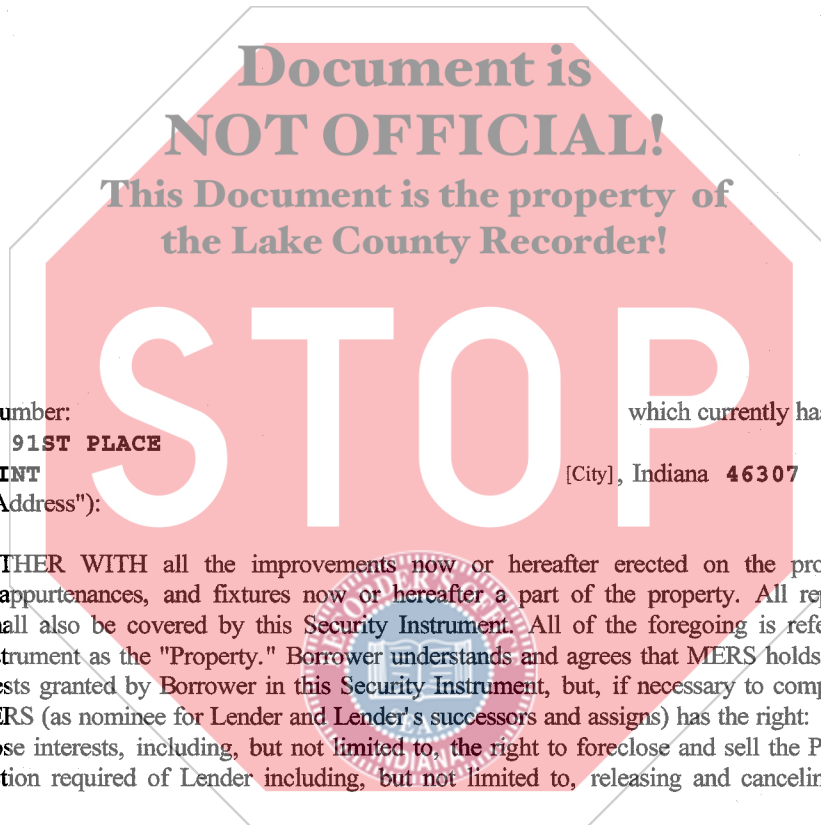 Document is
NOT OFFICIAL!
This Document is the property of
the Lake County Recorder!
STOP
umber: which currently has
91ST PLACE
INT [City], Indiana 46307
Address"):
THER WITH all the improvements now or hereafter erected on the pro
appurtenances, and fixtures now or hereafter a part of the property. All rep
all also be covered by this Security Instrument. All of the foregoing is refe
trument as the "Property." Borrower understands and agrees that MERS holds
sts granted by Borrower in this Security Instrument, but, if necessary to comp
ERS (as nominee for Lender and Lender's successors and assigns) has the right:
se interests, including, but not limited to, the right to foreclose and sell the P
tion required of Lender including, but not limited to, releasing and cancelin
INDIANA